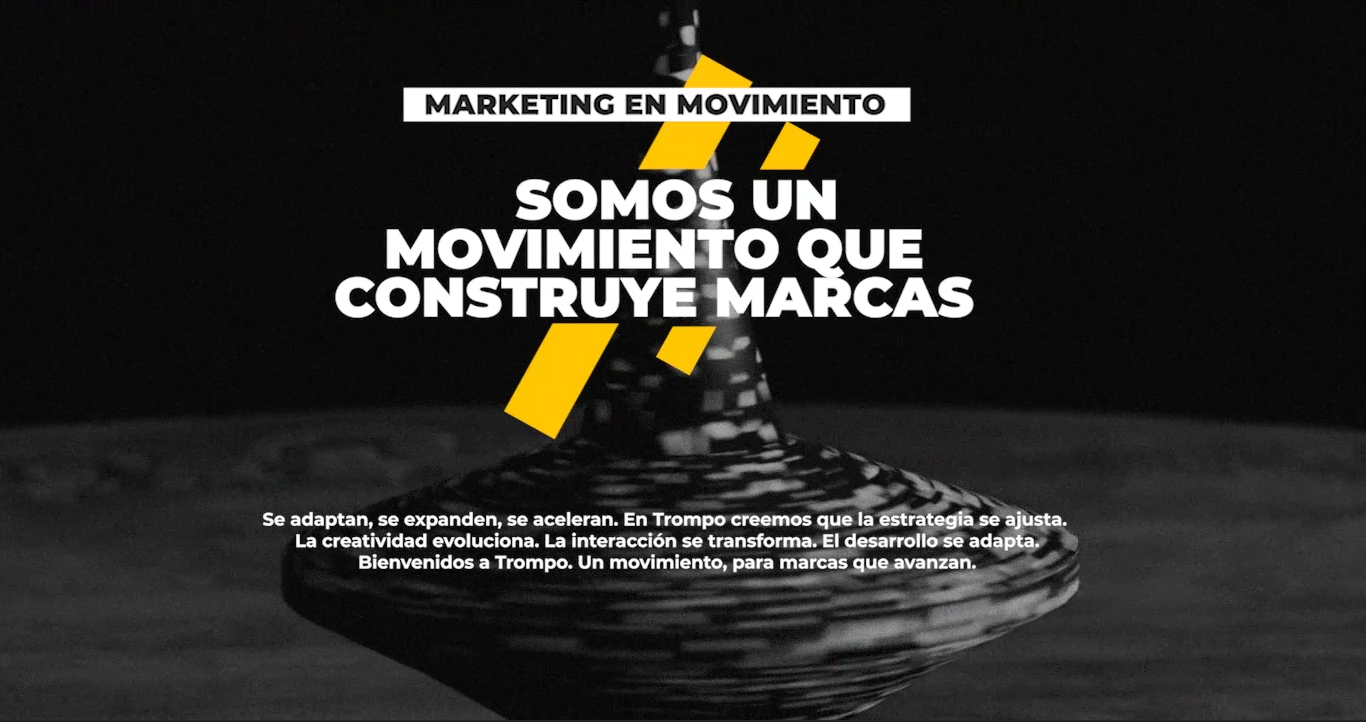 MARKETING EN MOVIMIENTO
SOMOS UN
MOVIMIENTO QUE
CONSTRUYE MARCAS
Se adaptan, se expanden, se aceleran. En Trompo creemos que la estrategia se ajusta.
La creatividad evoluciona. La interacción se transforma. El desarrollo se adapta.
Bienvenidos a Trompo. Un movimiento, para marcas que avanzan.